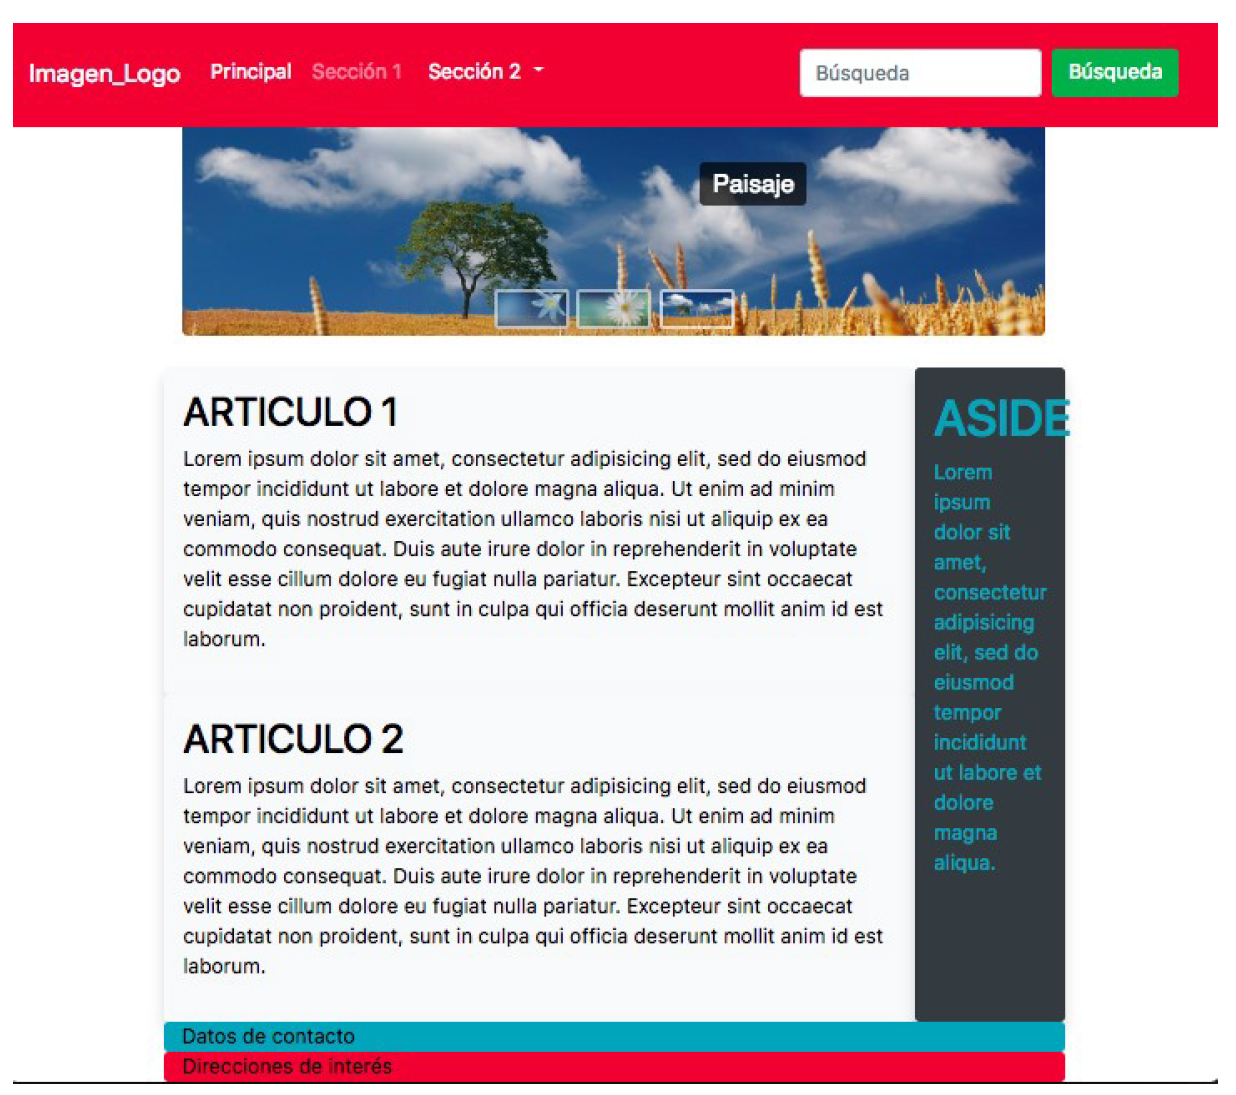 Imagen_Logo Principal Sección 1 Sección 2 Búsqueda Búsqueda
Paisaje
ARTICULO 1
Lorem ipsum dolor sit amet, consectetur adipisicing elit, sed do eiusmod
tempor incididunt ut labore et dolore magna aliqua. Ut enim ad minim
veniam, quis nostrud exercitation ullamco laboris nisi ut aliquip ex ea
commodo consequat. Duis aute irure dolor in reprehenderit in voluptate
velit esse cillum dolore eu fugiat nulla pariatur. Excepteur sint occaecat
cupidatat non proident, sunt in culpa qui officia deserunt mollit anim id est
laborum.
ARTICULO 2
Lorem ipsum dolor sit amet, consectetur adipisicing elit, sed do eiusmod
tempor incididunt ut labore et dolore magna aliqua. Ut enim ad minim
veniam, quis nostrud exercitation ullamco laboris nisi ut aliquip ex ea
commodo consequat. Duis aute irure dolor in reprehenderit in voluptate
velit esse cillum dolore eu fugiat nulla pariatur. Excepteur sint occaecat
cupidatat non proident, sunt in culpa qui officia deserunt mollit anim id est
laborum.
ASIDE
Lorem
ipsum
dolor sit
amet,
consectetur
adipisicing
elit, sed do
eiusmod
tempor
incididunt
ut labore et
dolore
magna
aliqua.
Datos de contacto
Direcciones de interés